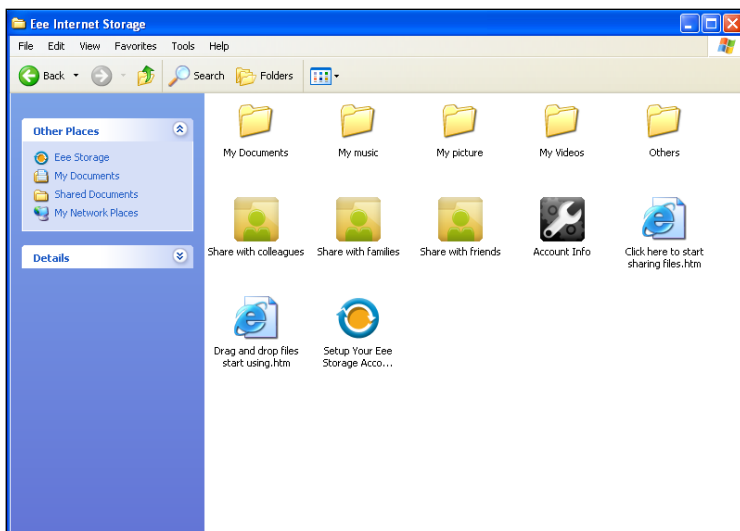 Eee Internet Storage
File Edit View Favorites Tools Help
Back Search Folders
Other Places
Eee Storage
My Documents
Shared Documents
My Network Places
Details
My Documents My music My picture My Videos Others
Share with colleagues Share with families Share with friends Account Info Click here to start
sharing files.htm
Drag and drop files Setup Your Eee
start using.htm Storage Acco...